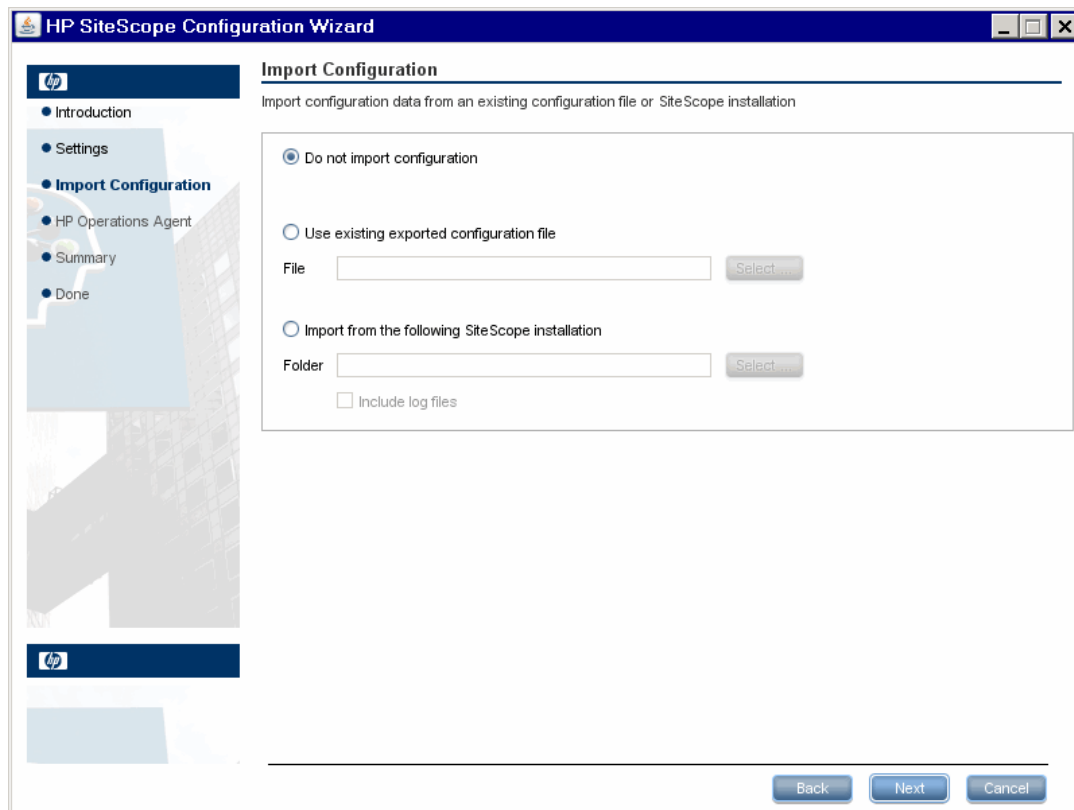 HP SiteScope Configuration Wizard
hp
Introduction
Settings
Import Configuration
HP Operations Agent
Summary
Done
hp
Import Configuration
Import configuration data from an existing configuration file or SiteScope installation
Do not import configuration
Use existing exported configuration file
File Select...
Import from the following SiteScope installation
Folder Select...
Include log files
Back Next Cancel